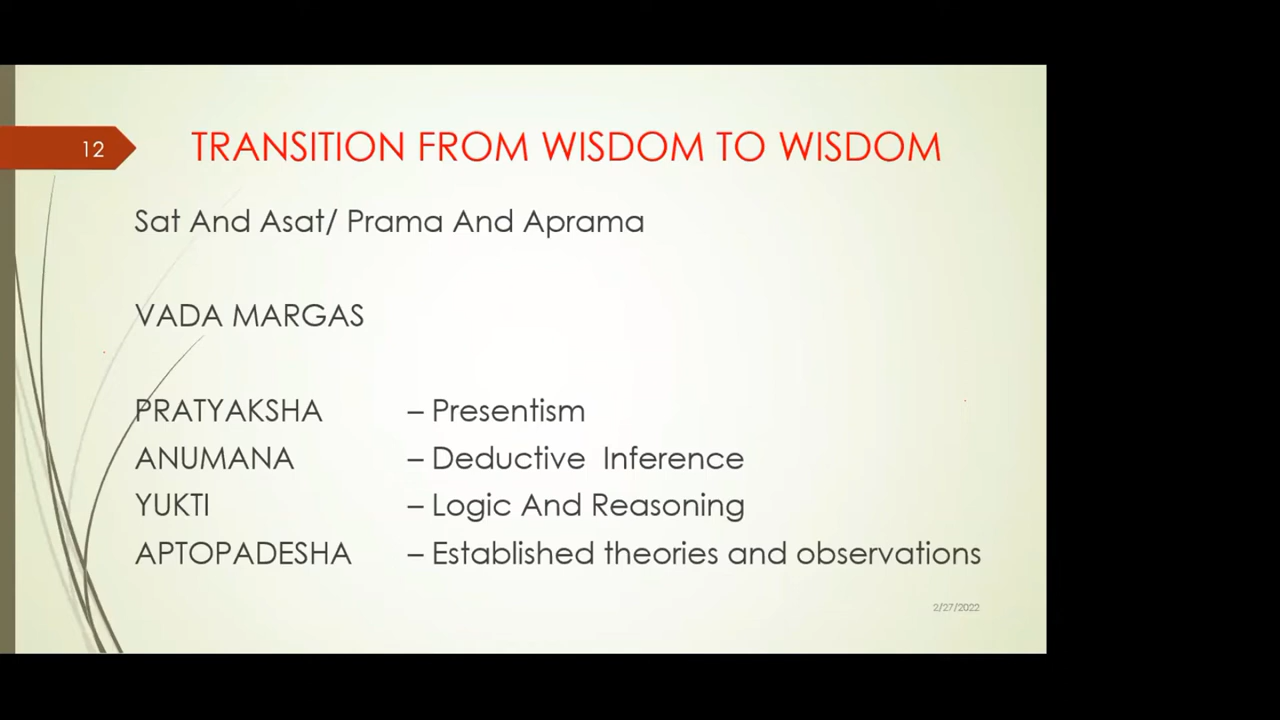 12
TRANSITION FROM WISDOM TO WISDOM
Sat And Asat/ Prama And Aprama
VADA MARGAS
PRATYAKSHA – Presentism
ANUMANA – Deductive Inference
YUKTI – Logic And Reasoning
APTOPADESHA – Established theories and observations
2/27/2022